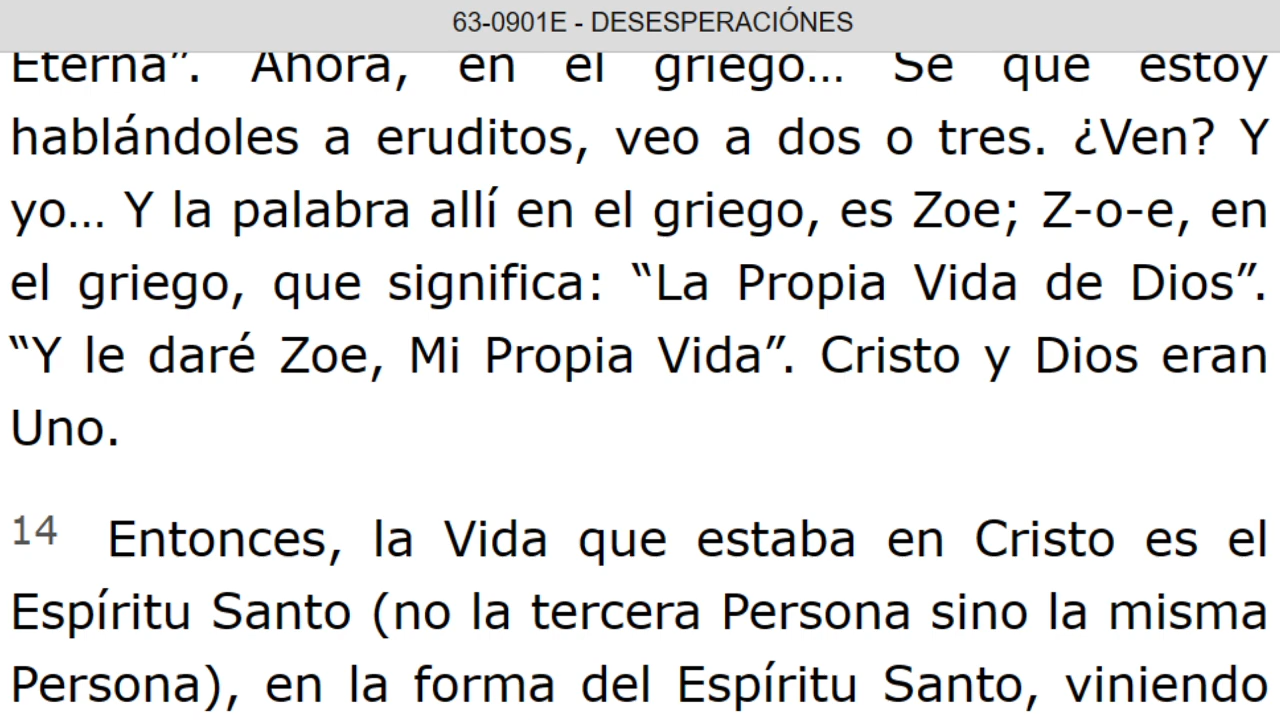 63-0901E - DESESPERACIÓNES
Eterna”. Ahora, en el griego… Sé que estoy
hablándoles a eruditos, veo a dos o tres. ¿Ven? Y
yo… Y la palabra allí en el griego, es Zoe; Z-o-e, en
el griego, que significa: “La Propia Vida de Dios”.
“Y le daré Zoe, Mi Propia Vida”. Cristo y Dios eran
Uno.
14 Entonces, la Vida que estaba en Cristo es el
Espíritu Santo (no la tercera Persona sino la misma
Persona), en la forma del Espíritu Santo, viniendo